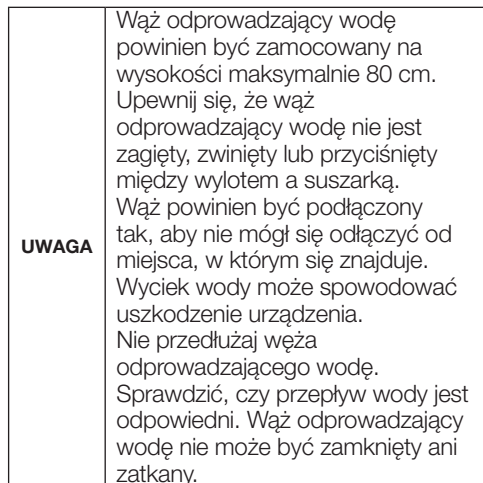 UWAGA
Wąż odprowadzający wodę
powinien być zamocowany na
wysokości maksymalnie 80 cm.
Upewnij się, że wąż
odprowadzający wodę nie jest
zagięty, zwinięty lub przyciśnięty
między wylotem a suszarką.
Wąż powinien być podłączony
tak, aby nie mógł się odłączyć od
miejsca, w którym się znajduje.
Wyciek wody może spowodować
uszkodzenie urządzenia.
Nie przedłużaj węża
odprowadzającego wodę.
Sprawdzić, czy przepływ wody jest
odpowiedni. Wąż odprowadzający
wodę nie może być zamknięty ani
zatkany.